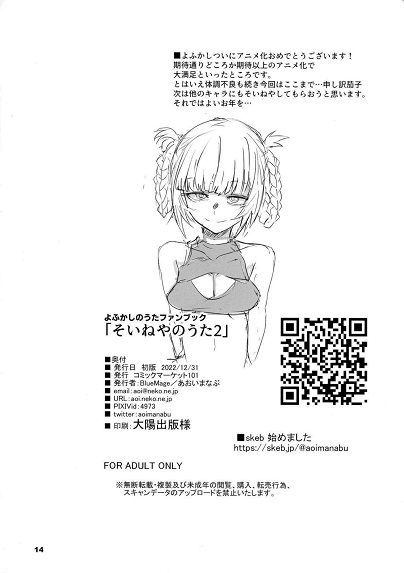 ■よふかしついにアニメ化おめでとうございます！
期待通りどころか期待以上のアニメ化で
大満足といったところです。
とはいえ体調不良も続き今回はここまで…申し訳茄子
次は他のキャラにもそいねやしてもらおうと思います。
それではよいお年を…
よふかしのうたファンブック
「そいねやのうた2」
■奥付
■発行日 初版 2022/12/31
■発行 コミックマーケット101
■発行者：BlueMage／あおいまなぶ
■email：aoi@neko.ne.jp
■URL：aoi.neko.ne.jp
■PIXIVid：4973
■twitter：aoimanabu
■印刷：大陽出版様
■skeb 始めました
https://skeb.jp/@aoimanabu
FOR ADULT ONLY
※無断転載・複製及び未成年の閲覧、購入、転売行為、
スキャンデータのアップロードを禁止いたします。
14